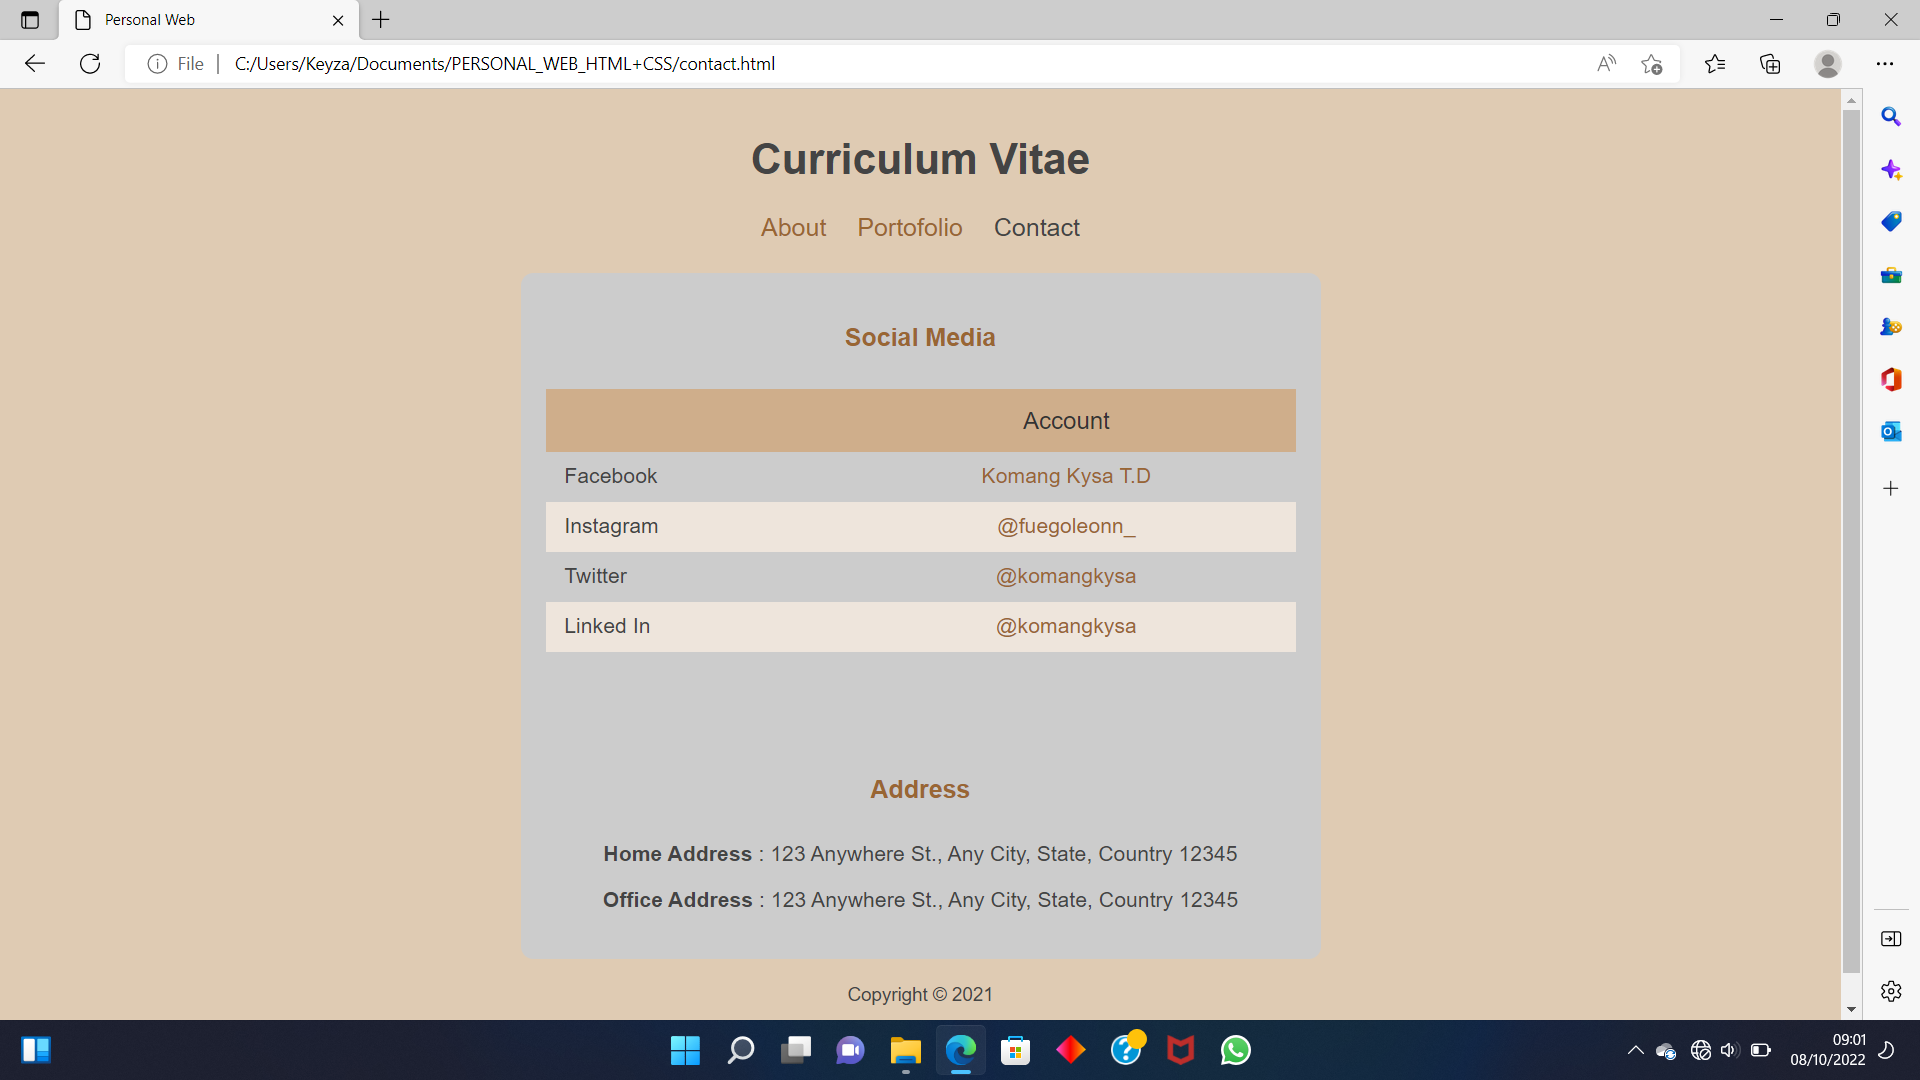 Personal Web
File | C:/Users/Keyza/Documents/PERSONAL_WEB_HTML+CSS/contact.html
Curriculum Vitae
About Portofolio Contact
Social Media
Account
Facebook Komang Kysa T.D
Instagram @fuegoleonn_
Twitter @komangkysa
Linked In @komangkysa
Address
Home Address : 123 Anywhere St., Any City, State, Country 12345
Office Address : 123 Anywhere St., Any City, State, Country 12345
Copyright © 2021
09:01
08/10/2022